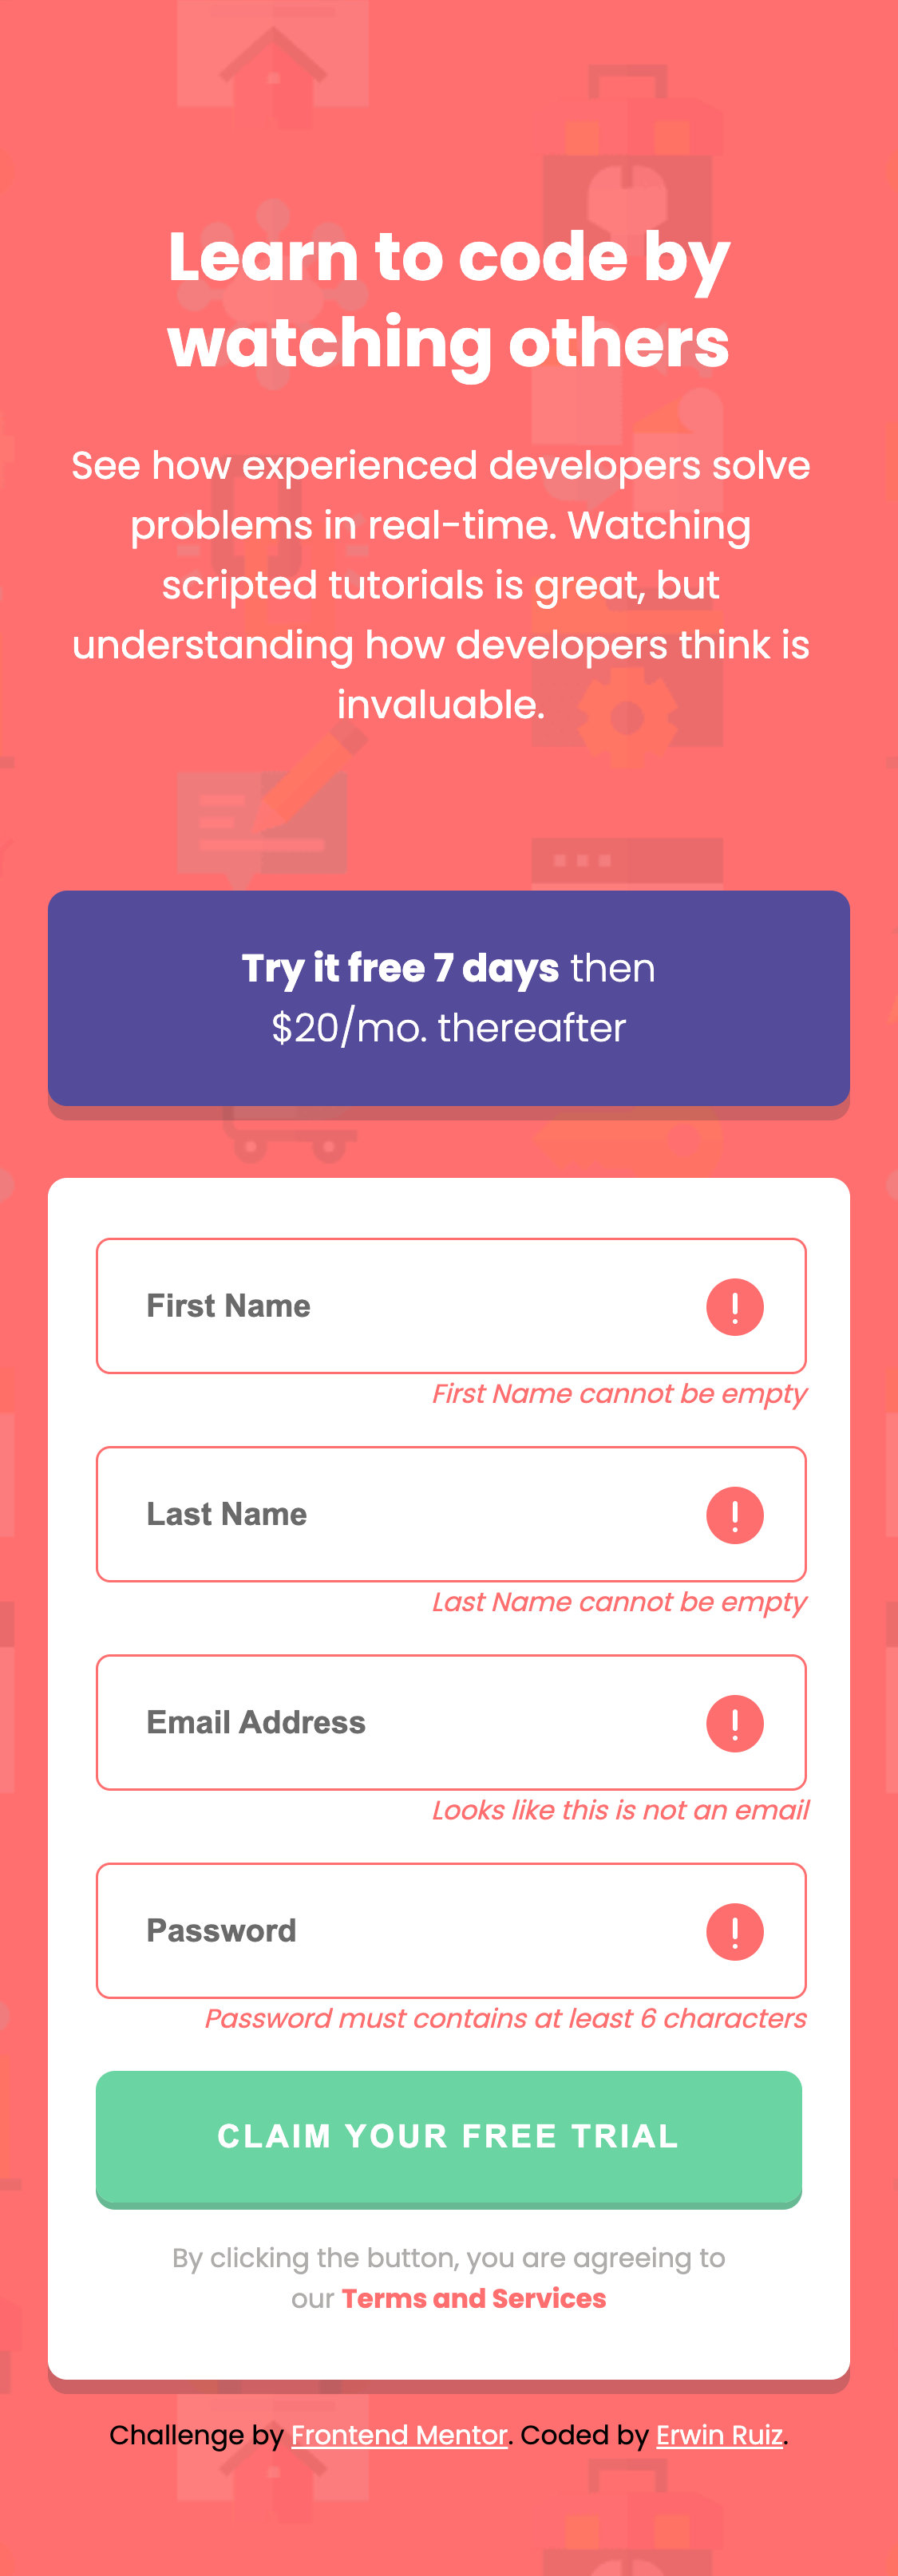 Learn to code by
watching others
See how experienced developers solve
problems in real-time. Watching
scripted tutorials is great, but
understanding how developers think is
invaluable.
Try it free 7 days then
$20/mo. thereafter
First Name
First Name cannot be empty
Last Name
Last Name cannot be empty
Email Address
Looks like this is not an email
Password
Password must contains at least 6 characters
CLAIM YOUR FREE TRIAL
By clicking the button, you are agreeing to
our Terms and Services
Challenge by Frontend Mentor. Coded by Erwin Ruiz.